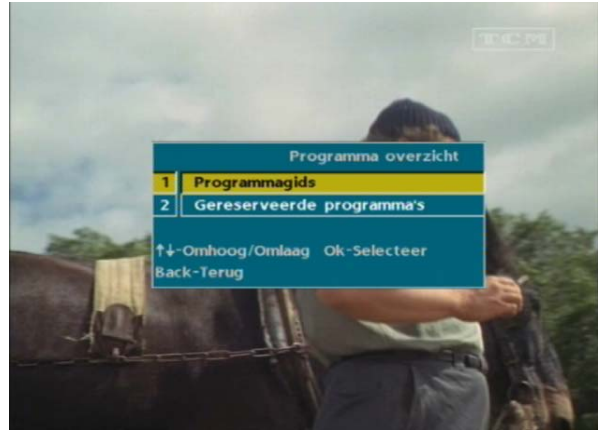 TCM
Programma overzicht
1 Programmagids
2 Gereserveerde programma's
↑↓-Omhoog/Omlaag Ok-Selecteer
Back-Terug